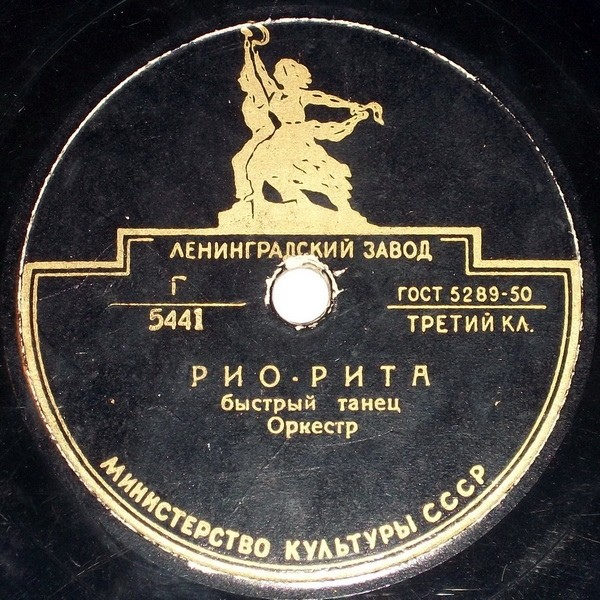 ЛЕНИНГРАДСКИЙ ЗАВОД
Г
5441
ГОСТ 5289-50
ТРЕТИЙ КЛ.
РИО-РИТА
быстрый танец
Оркестр
МИНИСТЕРСТВО КУЛЬТУРЫ СССР